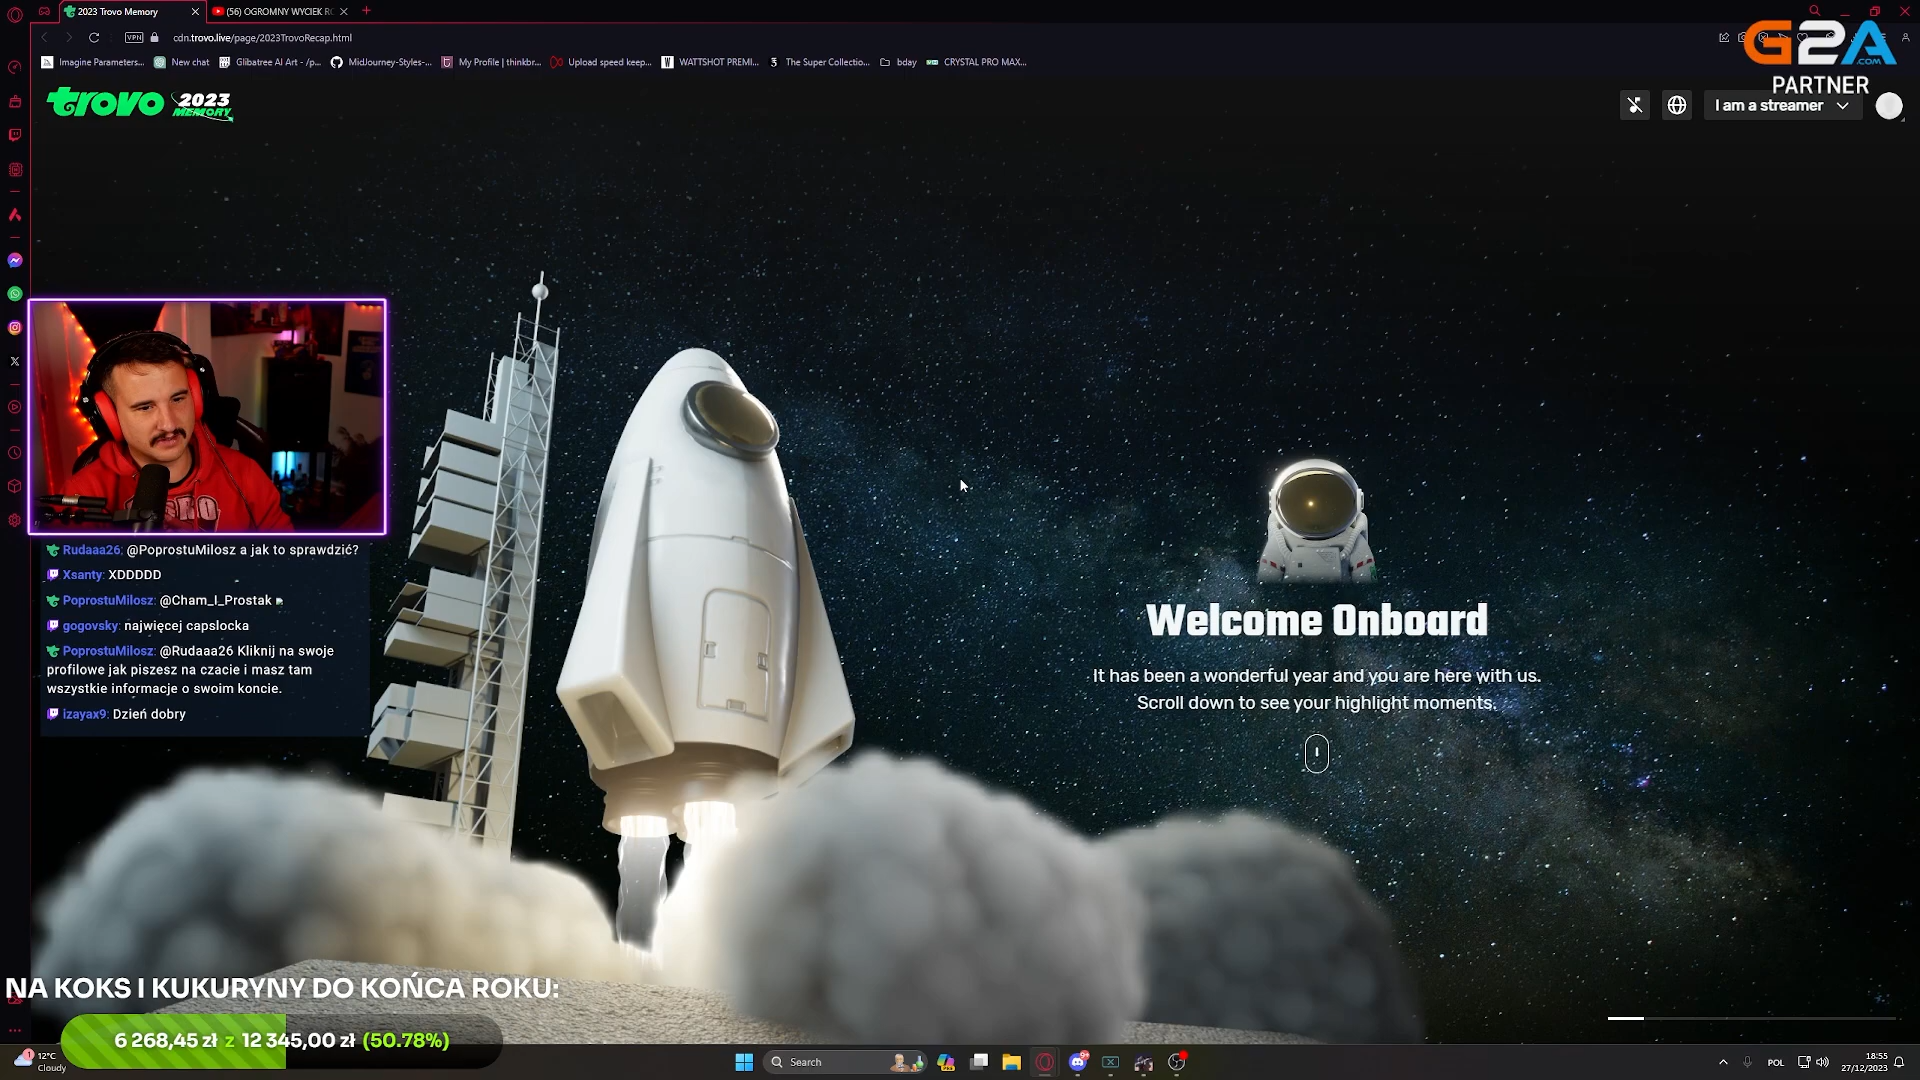 2023 Trovo Memory
(56) OGROMNY WYCIEK RO
VPN
cdn.trovo.live/page/2023TrovoRecap.html
Imagine Parameters...
New chat
Glibatree AI Art - /p...
MidJourney-Styles-...
My Profile | thinkbr...
Upload speed keep...
WATTSHOT PREMI...
The Super Collectio...
bday
CRYSTAL PRO MAX...
G2A
.COM
PARTNER
trovo 2023
MEMORY
I am a streamer
Rudaaa26: @PoprostuMilosz a jak to sprawdzić?
Xsanty: XDDDDD
PoprostuMilosz: @Cham_I_Prostak
gogovsky: najwięcej capslocka
PoprostuMilosz: @Rudaaa26 Kliknij na swoje
profilowe jak piszesz na czacie i masz tam
wszystkie informacje o swoim koncie.
izayax9: Dzień dobry
Welcome Onboard
It has been a wonderful year and you are here with us.
Scroll down to see your highlight moments.
NA KOKS I KUKURYNY DO KOŃCA ROKU:
6 268,45 zł z 12 345,00 zł (50.78%)
12°C
Cloudy
Search
POL
18:55
27/12/2023